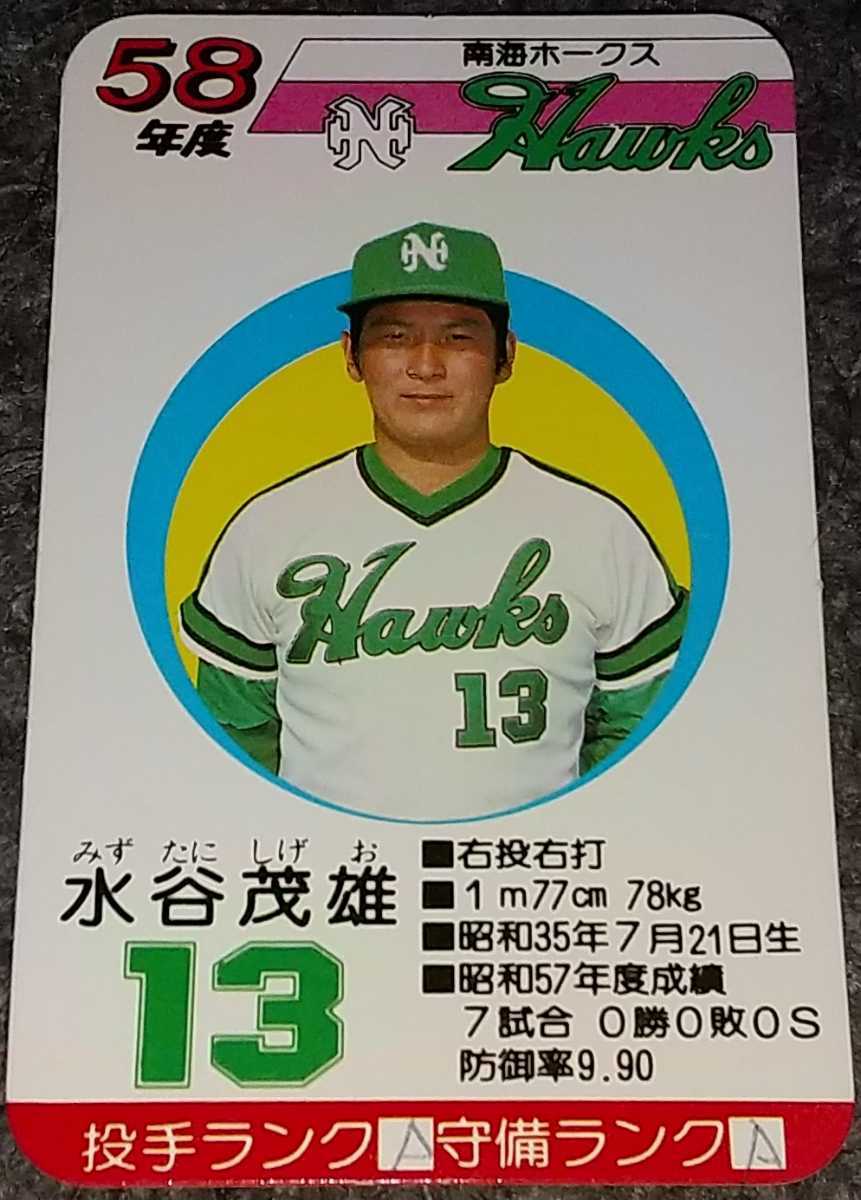 58
年度
南海ホークス
NH
Hawks
NH
Hawks
13
みず たに しげ お
水谷茂雄
13
■右投右打
■1m77cm 78kg
■昭和35年7月21日生
■昭和57年度成績
7試合 0勝0敗0S
防御率9.90
投手ランク A 守備ランク A